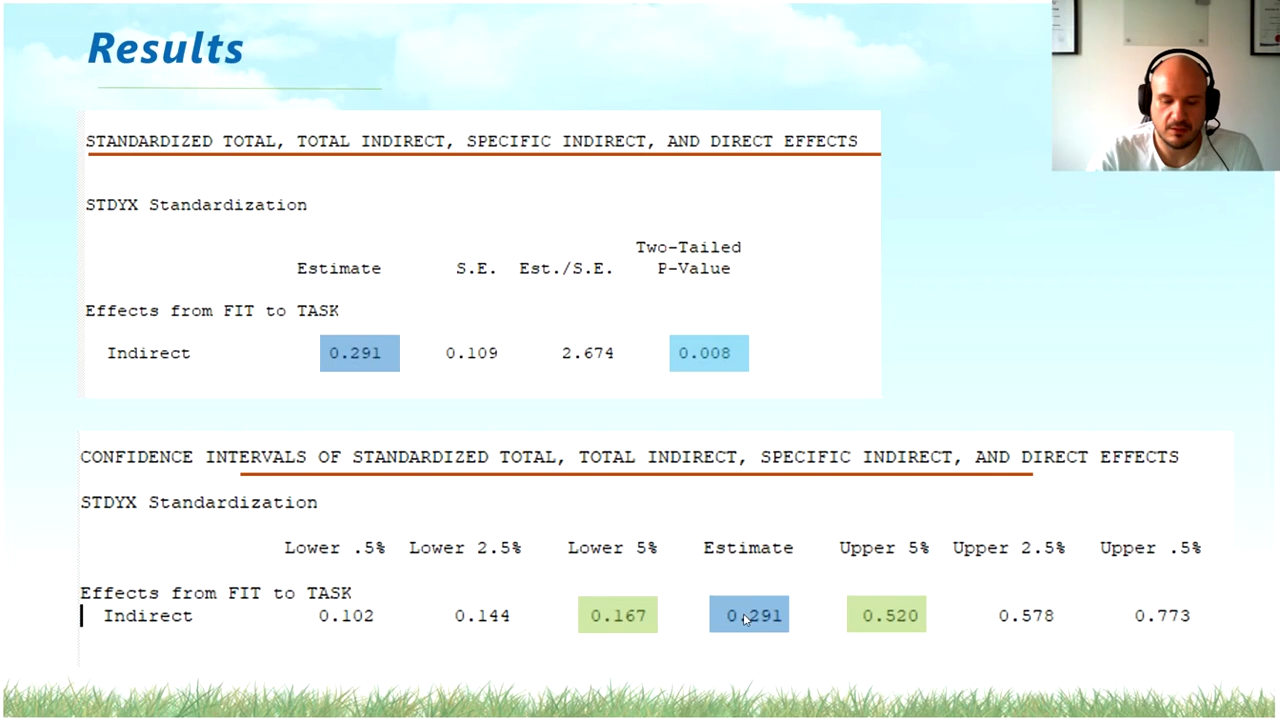 Results
STANDARDIZED TOTAL, TOTAL INDIRECT, SPECIFIC INDIRECT, AND DIRECT EFFECTS
STDYX Standardization
Two-Tailed
Estimate S.E. Est./S.E. P-Value
Effects from FIT to TASK
Indirect 0.291 0.109 2.674 0.008
CONFIDENCE INTERVALS OF STANDARDIZED TOTAL, TOTAL INDIRECT, SPECIFIC INDIRECT, AND DIRECT EFFECTS
STDYX Standardization
Lower .5% Lower 2.5% Lower 5% Estimate Upper 5% Upper 2.5% Upper .5%
Effects from FIT to TASK
Indirect 0.102 0.144 0.167 0.291 0.520 0.578 0.773